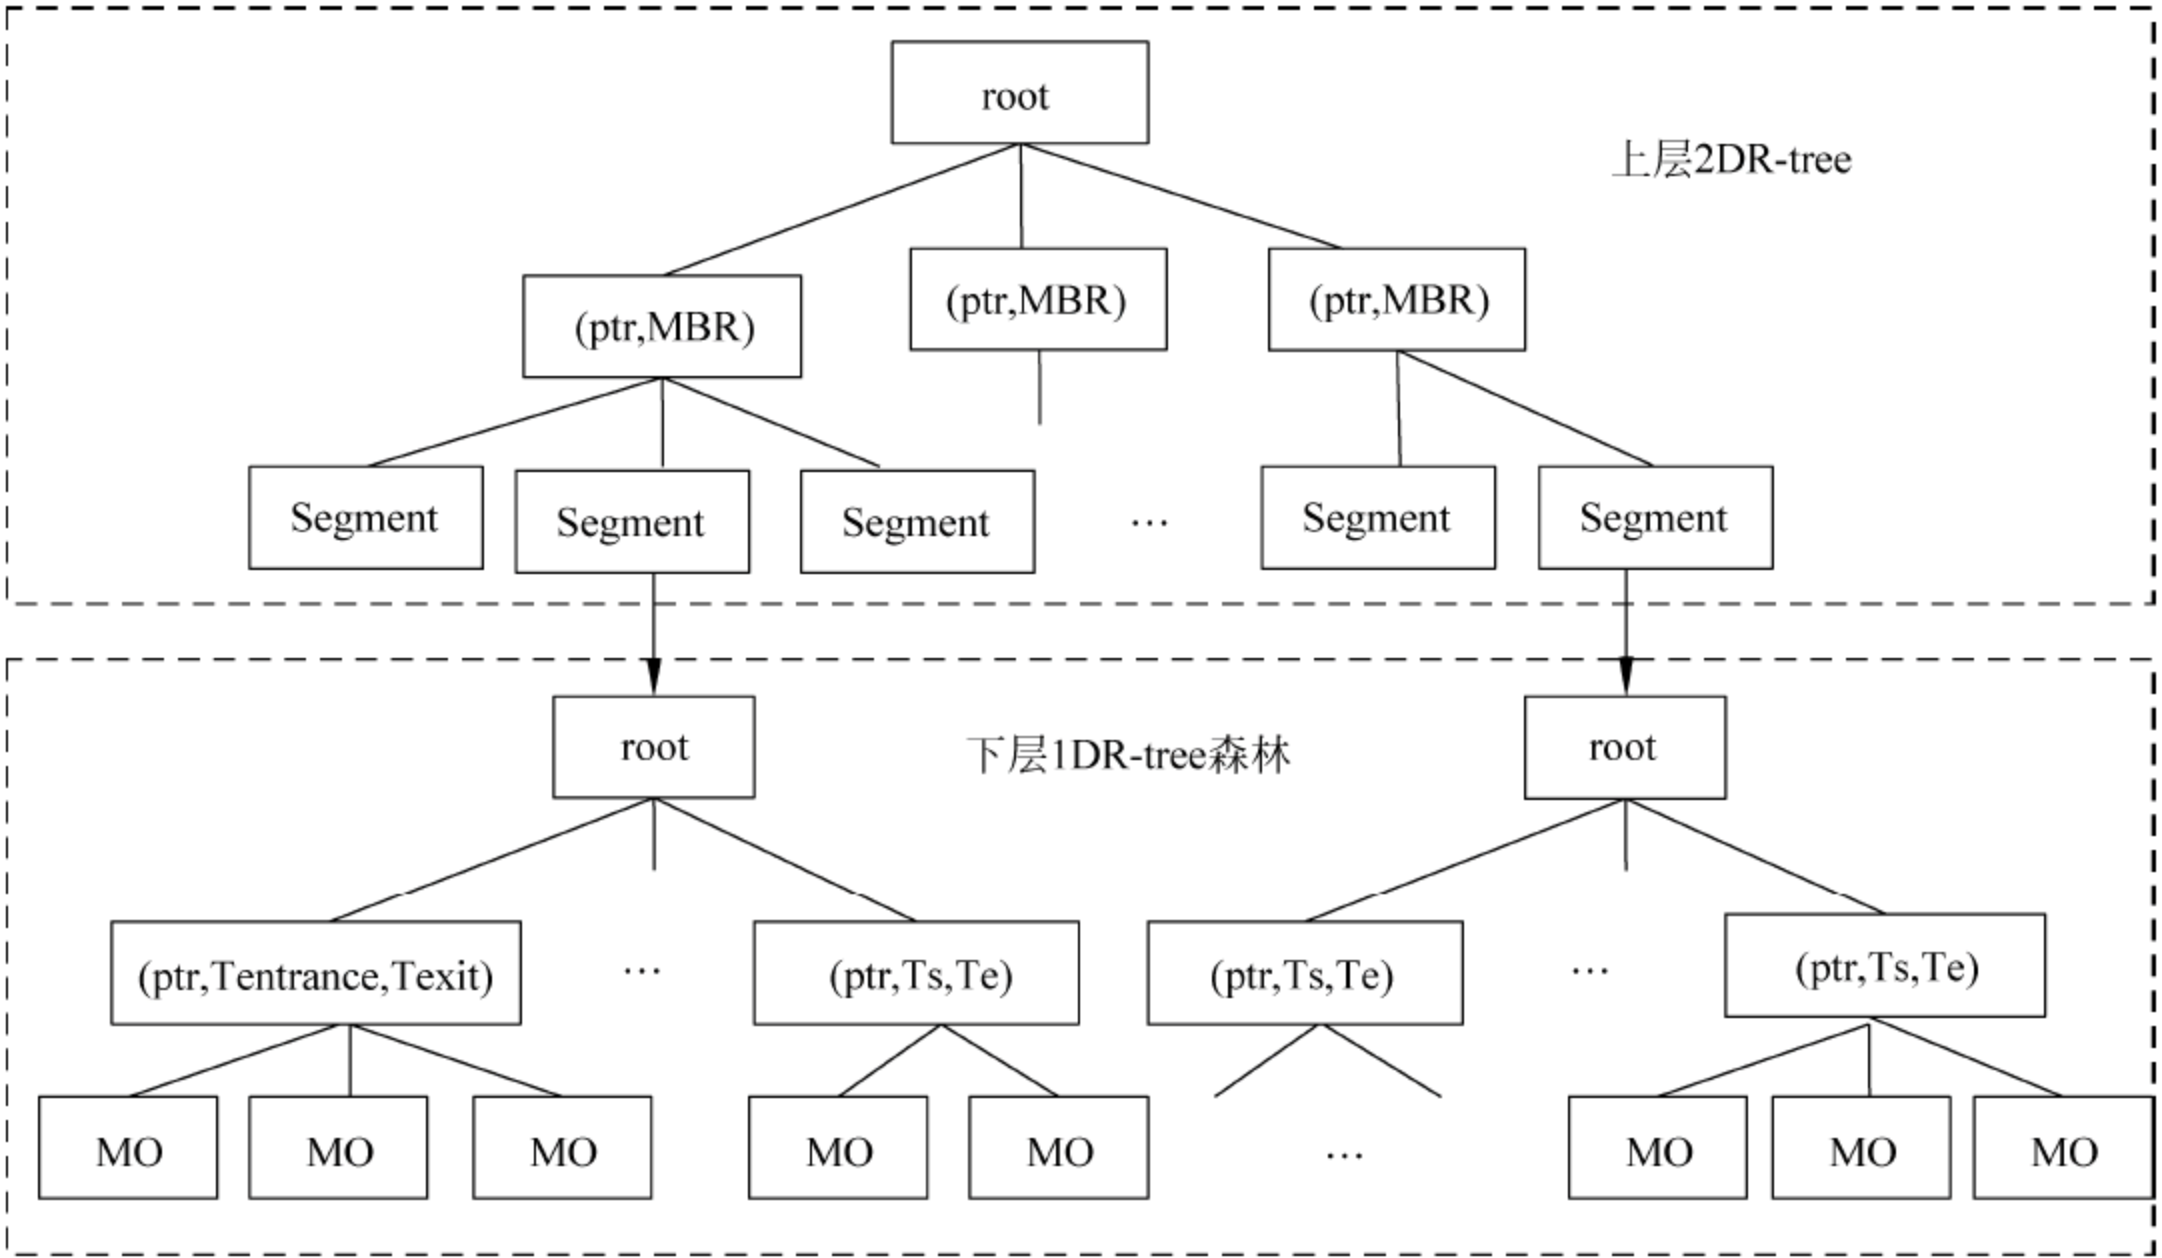 root
上层2DR-tree
(ptr,MBR)
(ptr,MBR)
(ptr,MBR)
Segment
Segment
Segment
…
Segment
Segment
root
下层1DR-tree森林
root
(ptr,Tentrance,Texit)
…
(ptr,Ts,Te)
(ptr,Ts,Te)
…
(ptr,Ts,Te)
MO
MO
MO
MO
MO
…
MO
MO
MO